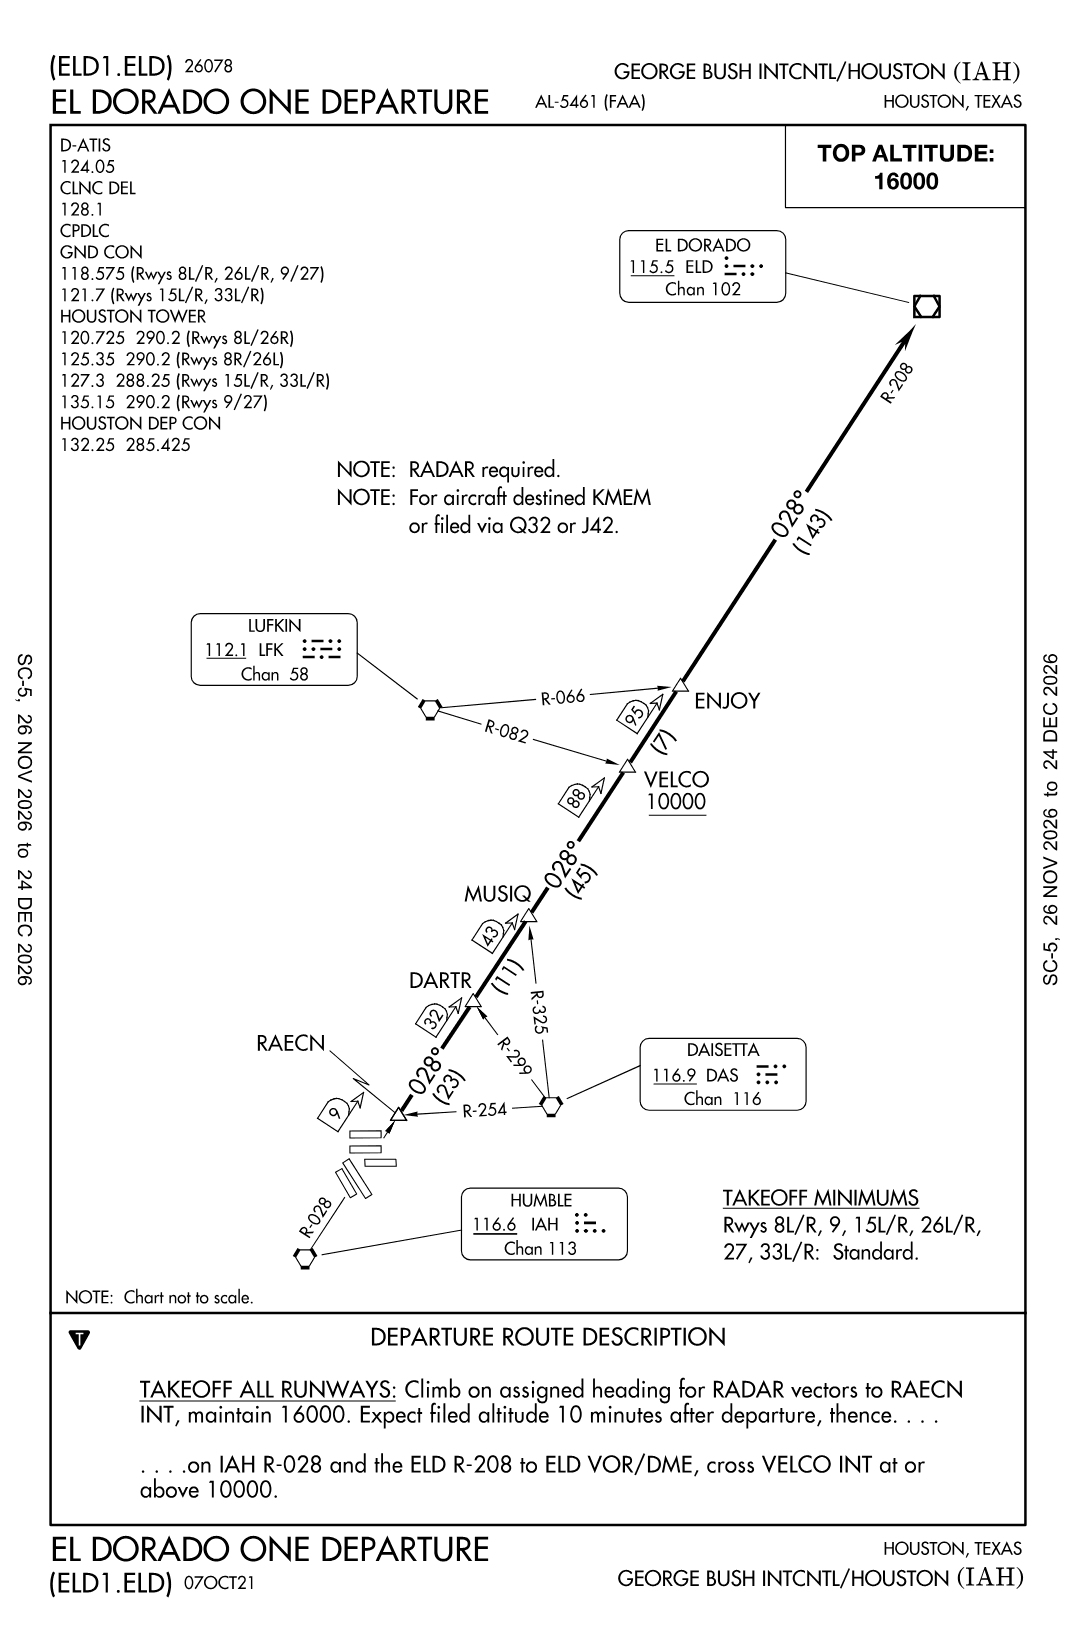 (ELD1.ELD) 26078
EL DORADO ONE DEPARTURE
AL-5461 (FAA)
GEORGE BUSH INTCNTL/HOUSTON (IAH)
HOUSTON, TEXAS
D-ATIS
124.05
CLNC DEL
128.1
CPDLC
GND CON
118.575 (Rwys 8L/R, 26L/R, 9/27)
121.7 (Rwys 15L/R, 33L/R)
HOUSTON TOWER
120.725 290.2 (Rwys 8L/26R)
125.35 290.2 (Rwys 8R/26L)
127.3 288.25 (Rwys 15L/R, 33L/R)
135.15 290.2 (Rwys 9/27)
HOUSTON DEP CON
132.25 285.425
TOP ALTITUDE:
16000
EL DORADO
115.5 ELD
Chan 102
R-208
NOTE: RADAR required.
NOTE: For aircraft destined KMEM
or filed via Q32 or J42.
028°
(143)
LUFKIN
112.1 LFK
Chan 58
R-066
R-082
95
ENJOY
(7)
VELCO
10000
88
028°
(45)
MUSIQ
43
(11)
DARTR
32
R-325
R-299
RAECN
028°
(23)
9
R-254
DAISETTA
116.9 DAS
Chan 116
R-028
HUMBLE
116.6 IAH
Chan 113
TAKEOFF MINIMUMS
Rwys 8L/R, 9, 15L/R, 26L/R,
27, 33L/R: Standard.
NOTE: Chart not to scale.
SC-5, 26 NOV 2026 to 24 DEC 2026
SC-5, 26 NOV 2026 to 24 DEC 2026
T
DEPARTURE ROUTE DESCRIPTION
TAKEOFF ALL RUNWAYS: Climb on assigned heading for RADAR vectors to RAECN
INT, maintain 16000. Expect filed altitude 10 minutes after departure, thence. . . .
. . . .on IAH R-028 and the ELD R-208 to ELD VOR/DME, cross VELCO INT at or
above 10000.
EL DORADO ONE DEPARTURE
(ELD1.ELD) 07OCT21
HOUSTON, TEXAS
GEORGE BUSH INTCNTL/HOUSTON (IAH)